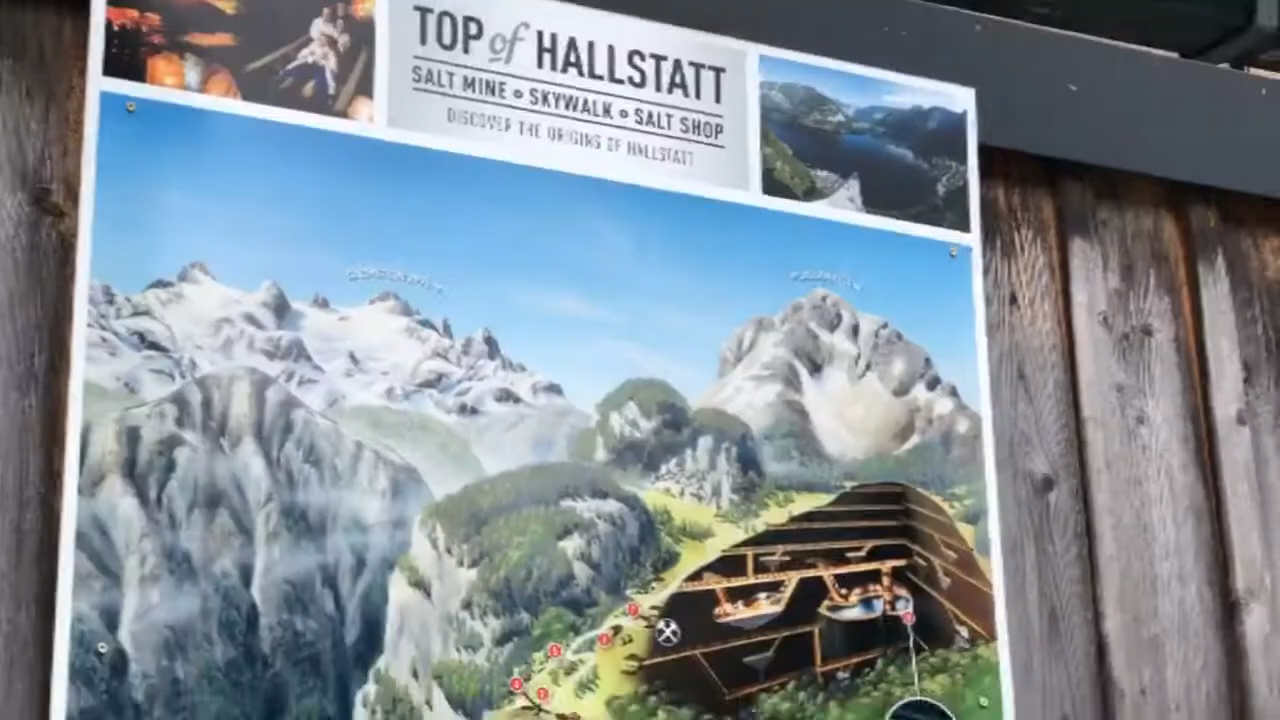 TOP of HALLSTATT
SALT MINE • SKYWALK • SALT SHOP
DISCOVER THE ORIGINS OF HALLSTATT